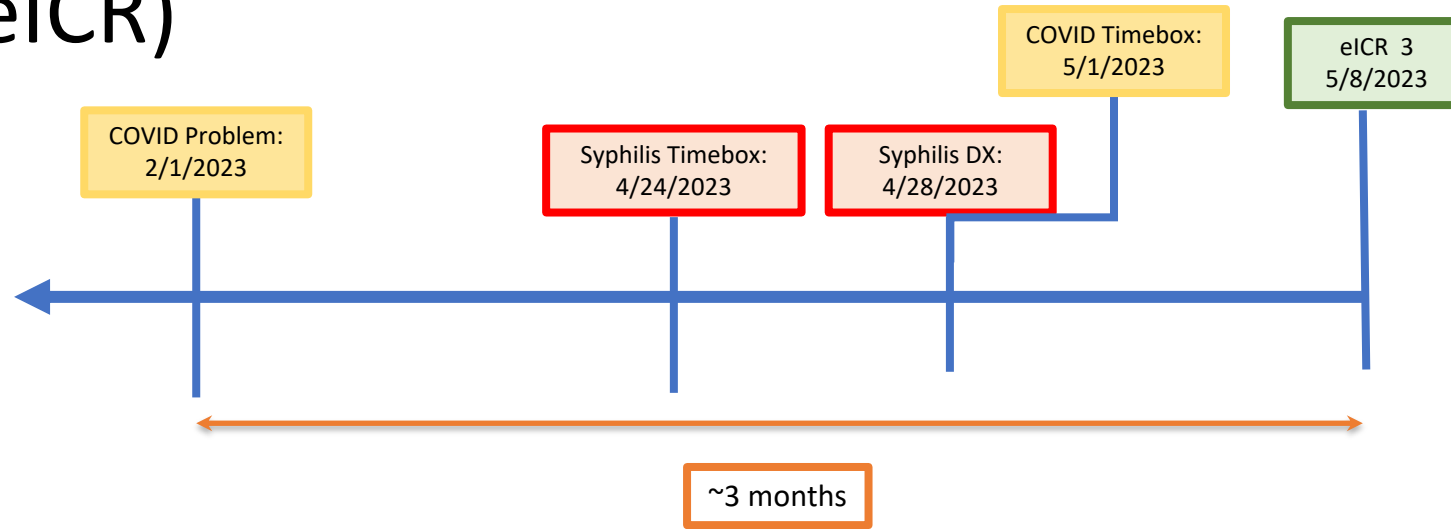 eICR)
COVID Problem:
2/1/2023
Syphilis Timebox:
4/24/2023
Syphilis DX:
4/28/2023
COVID Timebox:
5/1/2023
eICR 3
5/8/2023
~3 months